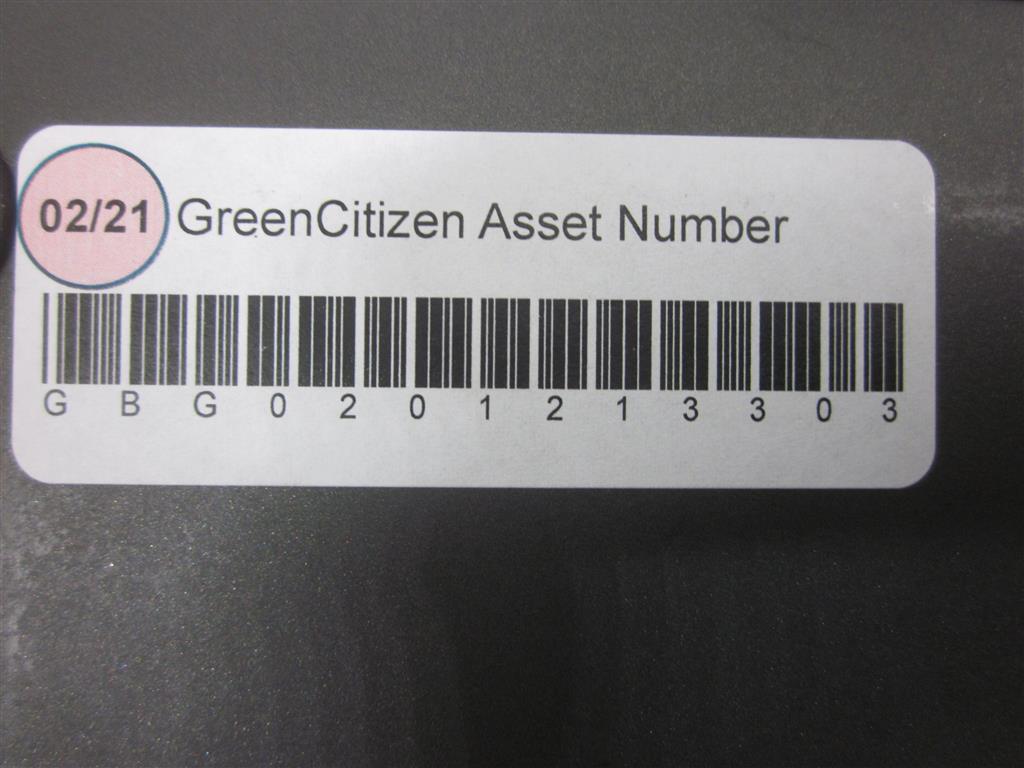 02/21 GreenCitizen Asset Number
G B G 0 2 0 1 2 1 3 3 0 3